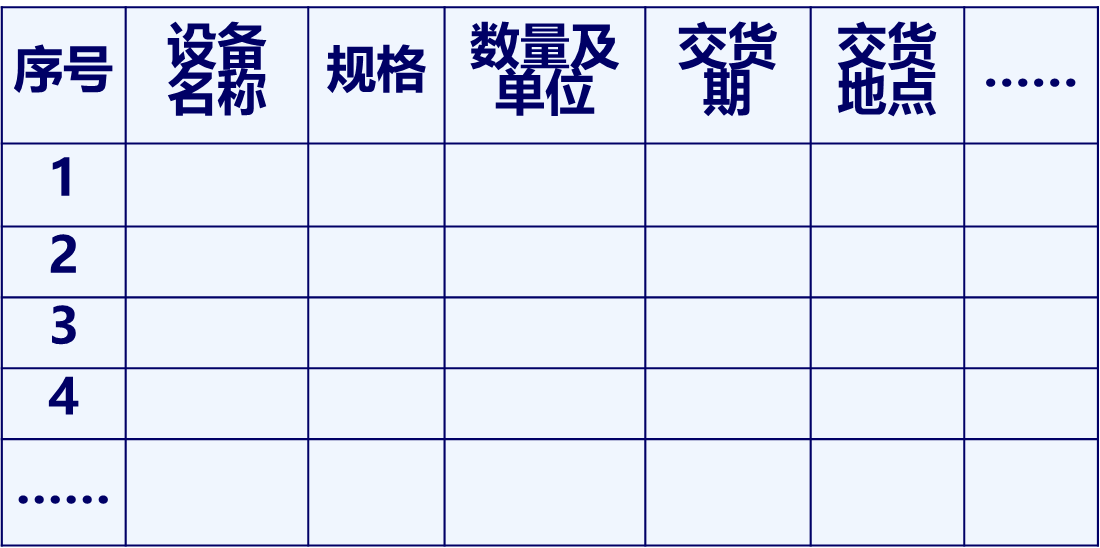 序号
设备
名称
规格
数量及
单位
交货
期
交货
地点
……
1
2
3
4
……